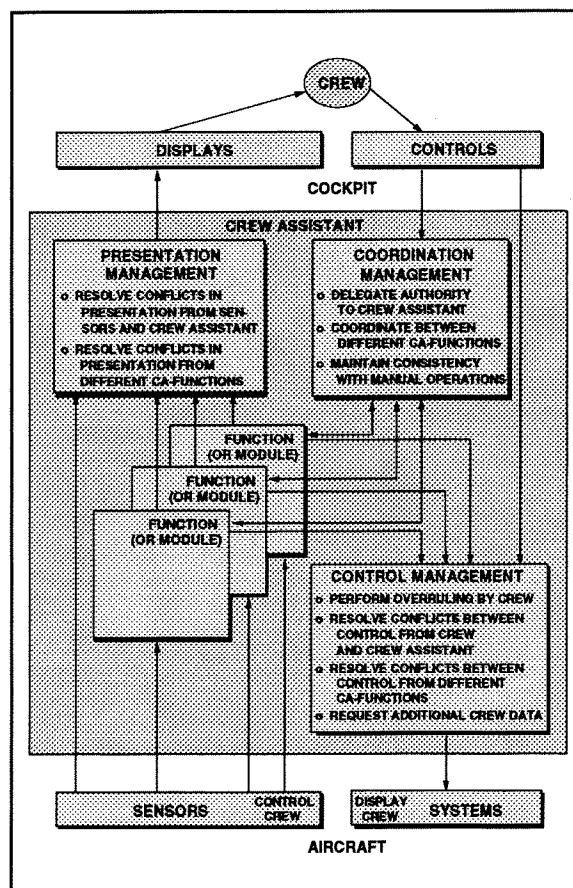 CREW
DISPLAYS
CONTROLS
COCKPIT
CREW ASSISTANT
PRESENTATION
MANAGEMENT
o RESOLVE CONFLICTS IN
PRESENTATION FROM SEN-
SORS AND CREW ASSISTANT
o RESOLVE CONFLICTS IN
PRESENTATION FROM
DIFFERENT CA-FUNCTIONS
COORDINATION
MANAGEMENT
o DELEGATE AUTHORITY
TO CREW ASSISTANT
o COORDINATE BETWEEN
DIFFERENT CA-FUNCTIONS
o MAINTAIN CONSISTENCY
WITH MANUAL OPERATIONS
FUNCTION
(OR MODULE)
FUNCTION
(OR MODULE)
FUNCTION
(OR MODULE)
CONTROL MANAGEMENT
o PERFORM OVERRULING BY CREW
o RESOLVE CONFLICTS BETWEEN
CONTROL FROM CREW
AND CREW ASSISTANT
o RESOLVE CONFLICTS BETWEEN
CONTROL FROM DIFFERENT
CA-FUNCTIONS
o REQUEST ADDITIONAL CREW DATA
SENSORS
CONTROL
CREW
DISPLAY
CREW
SYSTEMS
AIRCRAFT